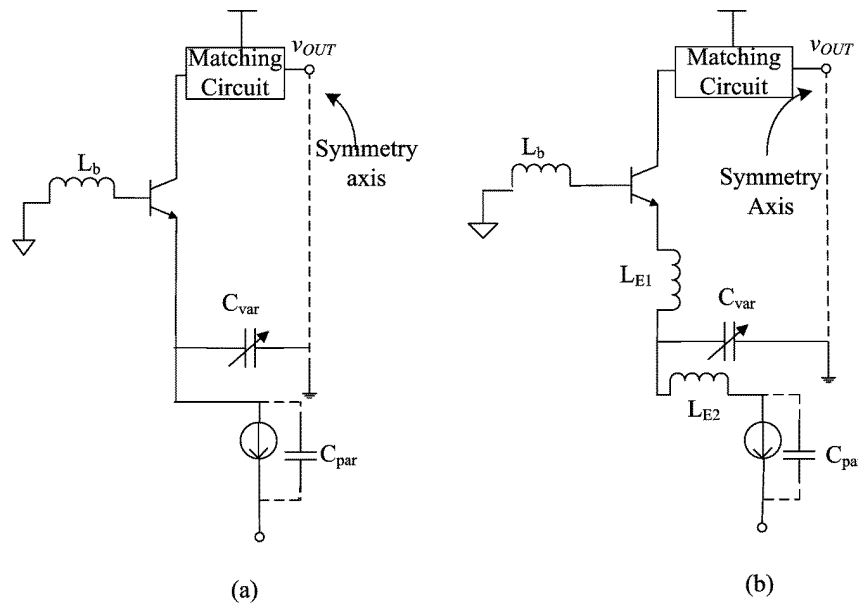 Matching
Circuit
vOUT
Symmetry
axis
Lb
Cvar
Cpar
(a)
Matching
Circuit
vOUT
Symmetry
Axis
Lb
LE1
Cvar
LE2
Cpa
(b)